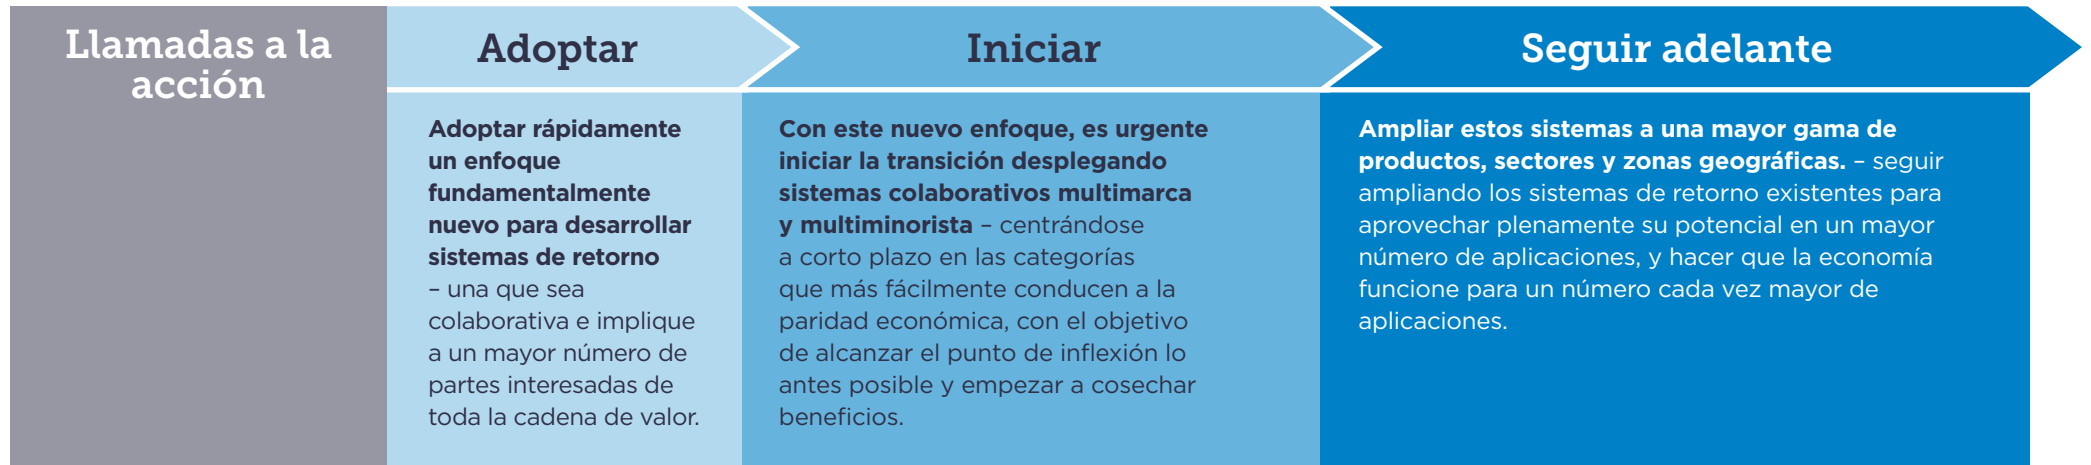 Llamadas a la
acción
Adoptar
Iniciar
Seguir adelante
Adoptar rápidamente
un enfoque
fundamentalmente
nuevo para desarrollar
sistemas de retorno
– una que sea
colaborativa e implique
a un mayor número de
partes interesadas de
toda la cadena de valor.
Con este nuevo enfoque, es urgente
iniciar la transición desplegando
sistemas colaborativos multimarca
y multiminorista – centrándose
a corto plazo en las categorías
que más fácilmente conducen a la
paridad económica, con el objetivo
de alcanzar el punto de inflexión lo
antes posible y empezar a cosechar
beneficios.
Ampliar estos sistemas a una mayor gama de
productos, sectores y zonas geográficas. – seguir
ampliando los sistemas de retorno existentes para
aprovechar plenamente su potencial en un mayor
número de aplicaciones, y hacer que la economía
funcione para un número cada vez mayor de
aplicaciones.